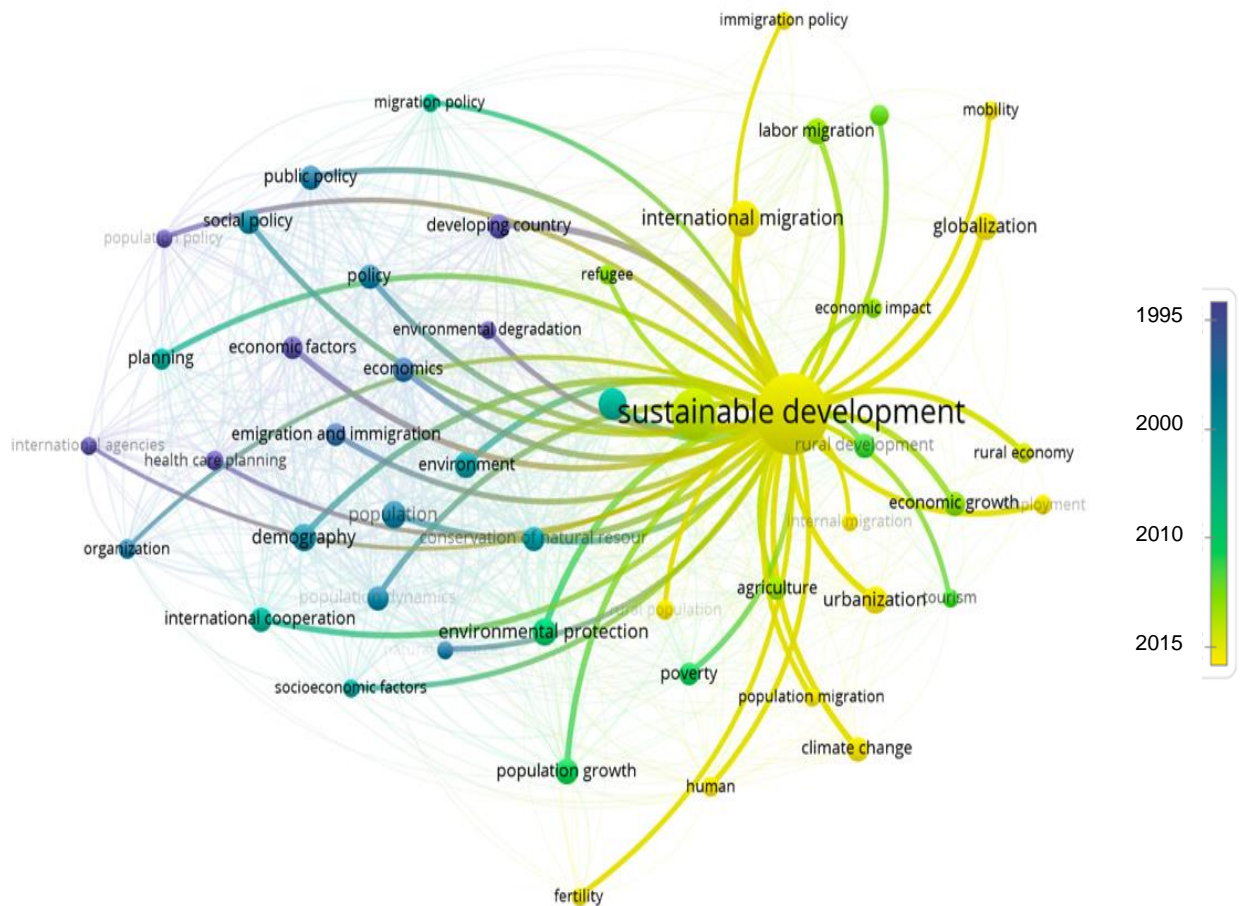 immigration policy
migration policy
mobility
labor migration
public policy
international migration
social policy
developing country
globalization
population policy
refugee
policy
economic impact
1995
environmental degradation
economic factors
planning
economics
sustainable development
2000
emigration and immigration
international agencies
rural development
rural economy
health care planning
environment
economic growth
ployment
population
internal migration
demography
conservation of natural resour
organization
2010
population dynamics
agriculture
urbanization
tourism
rural population
international cooperation
environmental protection
natural
2015
poverty
socioeconomic factors
population migration
climate change
population growth
human
fertility